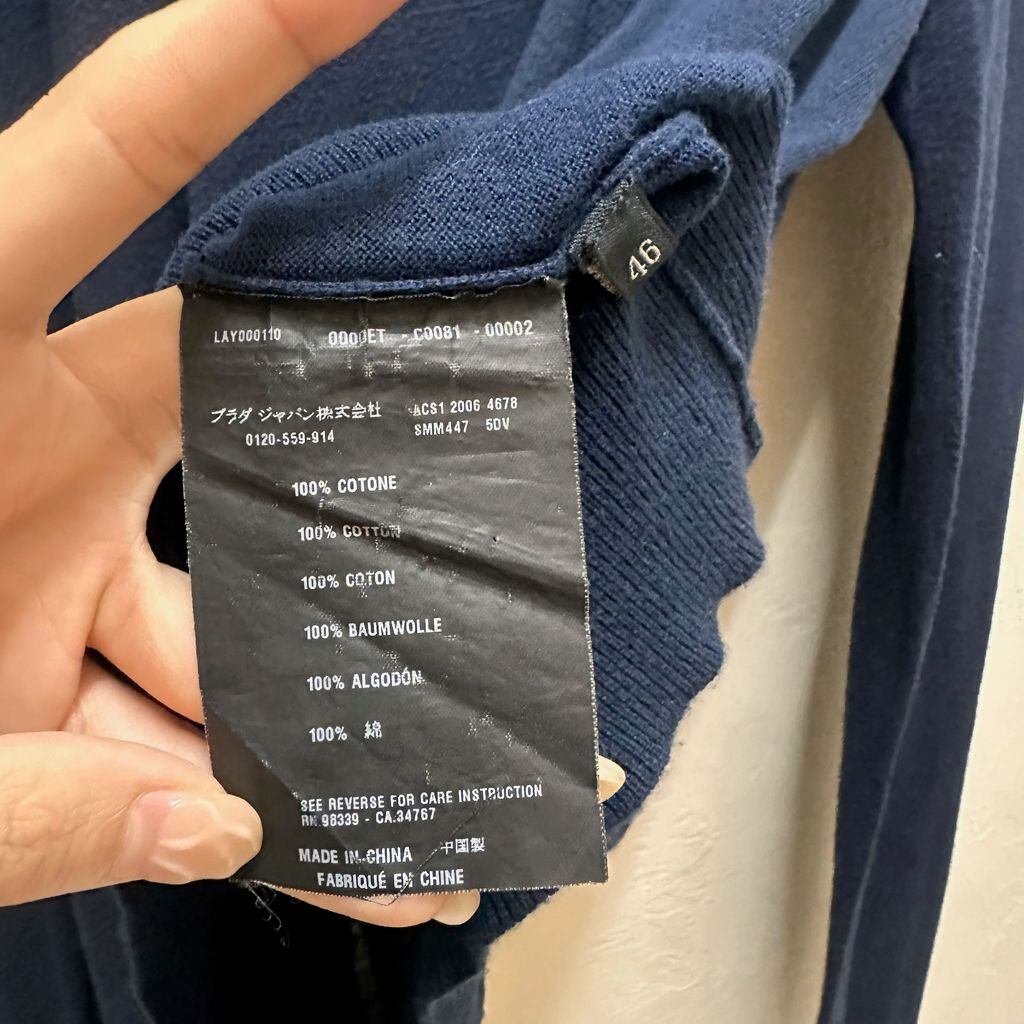 46
LAY000110 0000ET - C0081 - 00002
プラダ ジャパン株式会社 ACS1 2006 4678
0120-559-914 SMM447 5DV
100% COTONE
100% COTTON
100% COTON
100% BAUMWOLLE
100% ALGODÓN
100% 綿
SEE REVERSE FOR CARE INSTRUCTION
RN.98339 - CA.34767
MADE IN CHINA 中国製
FABRIQUÉ EN CHINE